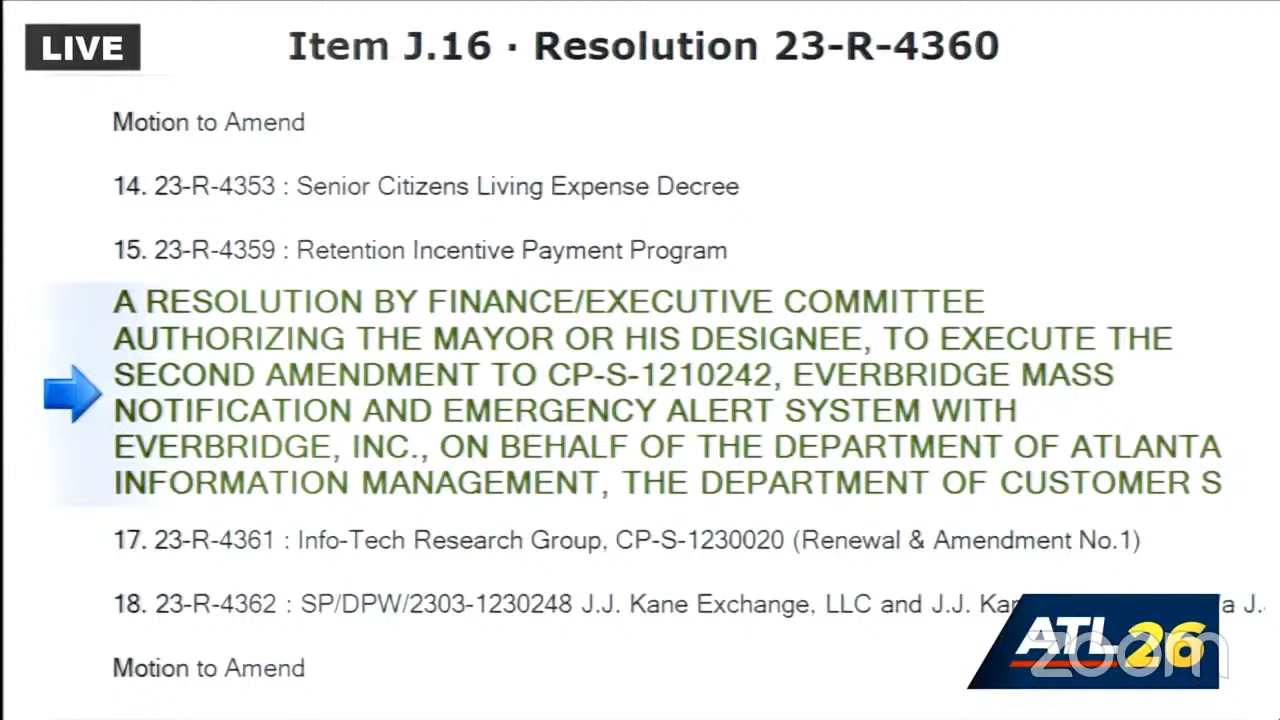 LIVE
Item J.16 · Resolution 23-R-4360
Motion to Amend
14. 23-R-4353 : Senior Citizens Living Expense Decree
15. 23-R-4359 : Retention Incentive Payment Program
A RESOLUTION BY FINANCE/EXECUTIVE COMMITTEE
AUTHORIZING THE MAYOR OR HIS DESIGNEE, TO EXECUTE THE
SECOND AMENDMENT TO CP-S-1210242, EVERBRIDGE MASS
NOTIFICATION AND EMERGENCY ALERT SYSTEM WITH
EVERBRIDGE, INC., ON BEHALF OF THE DEPARTMENT OF ATLANTA
INFORMATION MANAGEMENT, THE DEPARTMENT OF CUSTOMER S
17. 23-R-4361 : Info-Tech Research Group, CP-S-1230020 (Renewal & Amendment No.1)
18. 23-R-4362 : SP/DPW/2303-1230248 J.J. Kane Exchange, LLC and J.J.
ATL 26
zoom
Motion to Amend